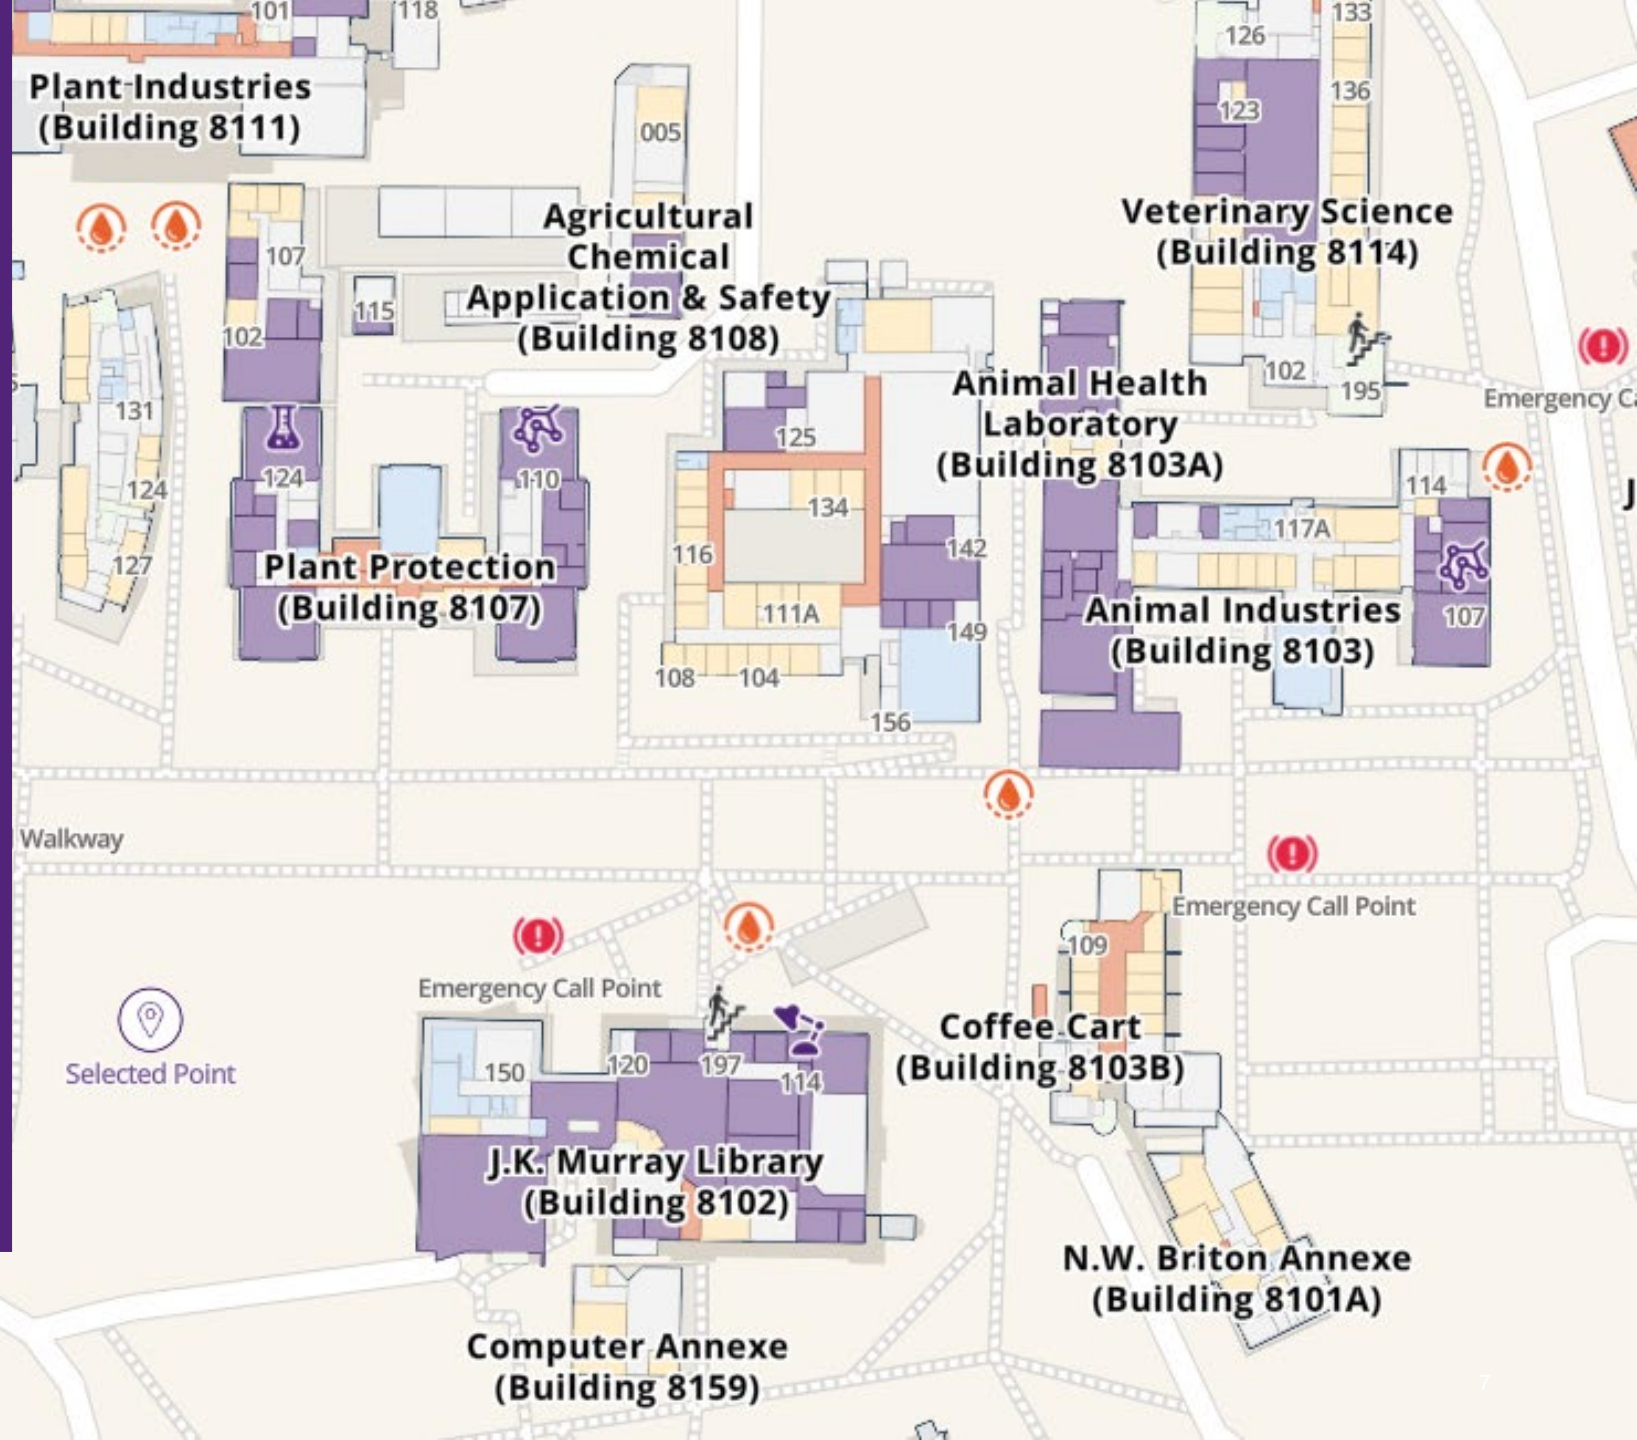 101
118
133
126
Plant Industries
(Building 8111)
005
123
136
Agricultural
Chemical
Application & Safety
(Building 8108)
Veterinary Science
(Building 8114)
107
115
102
102
195
Emergency Ca
131
124
127
124
110
125
134
116
111A
142
149
108
104
156
Animal Health
Laboratory
(Building 8103A)
114
117A
107
Plant Protection
(Building 8107)
Animal Industries
(Building 8103)
J
Walkway
Emergency Call Point
109
Emergency Call Point
Selected Point
150
120
197
114
Coffee Cart
(Building 8103B)
J.K. Murray Library
(Building 8102)
N.W. Briton Annexe
(Building 8101A)
Computer Annexe
(Building 8159)
7